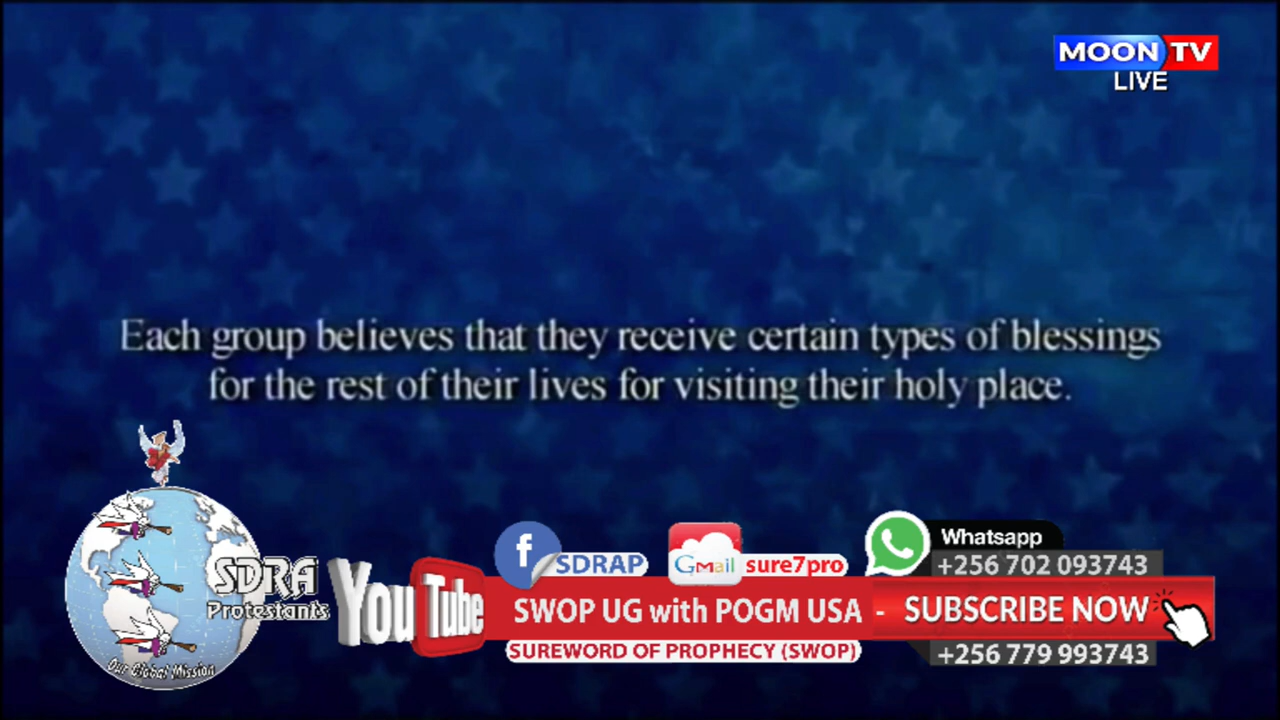 MOON TV
LIVE
Each group believes that they receive certain types of blessings
for the rest of their lives for visiting their holy place.
SDRA
Protestants
Our Global Mission
YouTube
f SDRAP
Gmail sure7pro
Whatsapp
+256 702 093743
SWOP UG with POGM USA - SUBSCRIBE NOW
SUREWORD OF PROPHECY (SWOP)
+256 779 993743